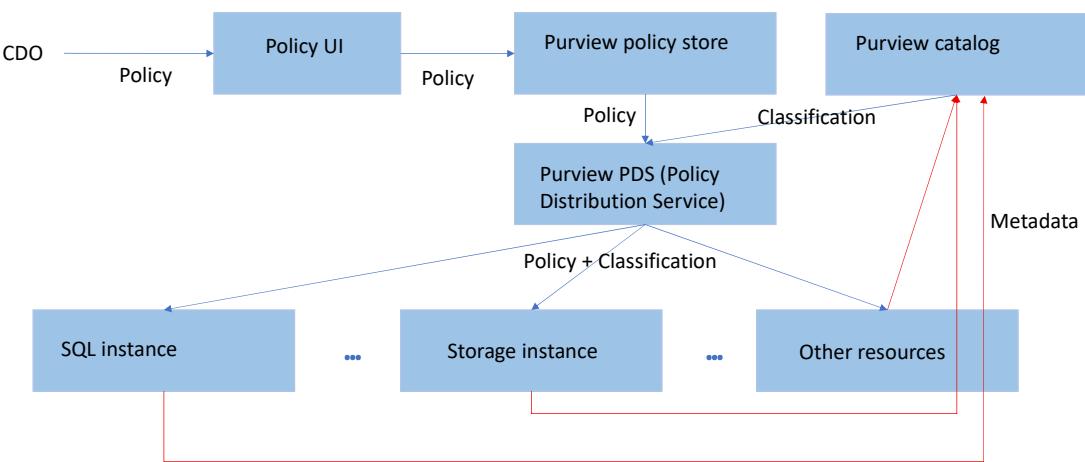 CDO
Policy
Policy UI
Policy
Purview policy store
Purview catalog
Policy
Classification
Purview PDS (Policy
Distribution Service)
Metadata
Policy + Classification
SQL instance
...
Storage instance
...
Other resources